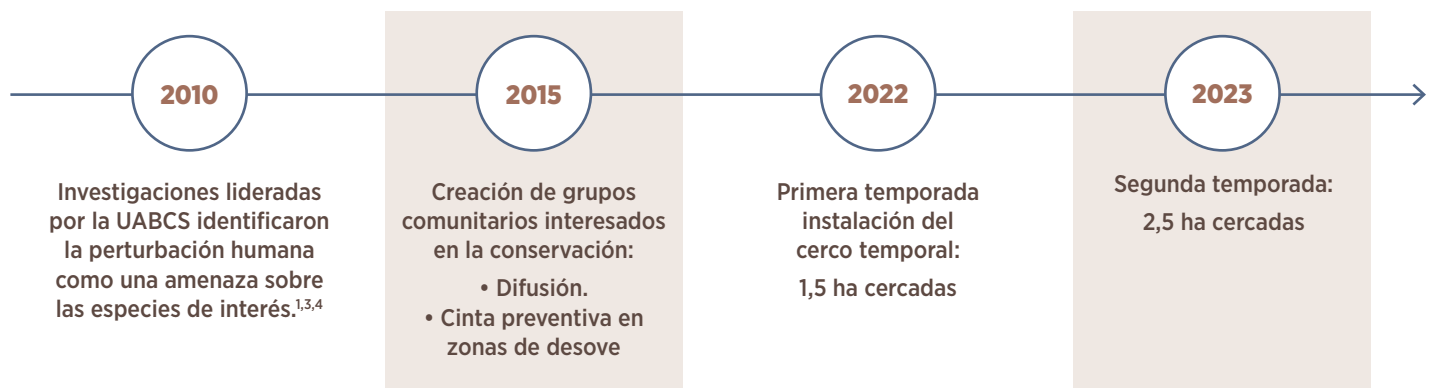 2010
Investigaciones lideradas
por la UABCS identificaron
la perturbación humana
como una amenaza sobre
las especies de interés.1,3,4
2015
Creación de grupos
comunitarios interesados
en la conservación:
• Difusión.
• Cinta preventiva en
zonas de desove
2022
Primera temporada
instalación del
cerco temporal:
1,5 ha cercadas
2023
Segunda temporada:
2,5 ha cercadas